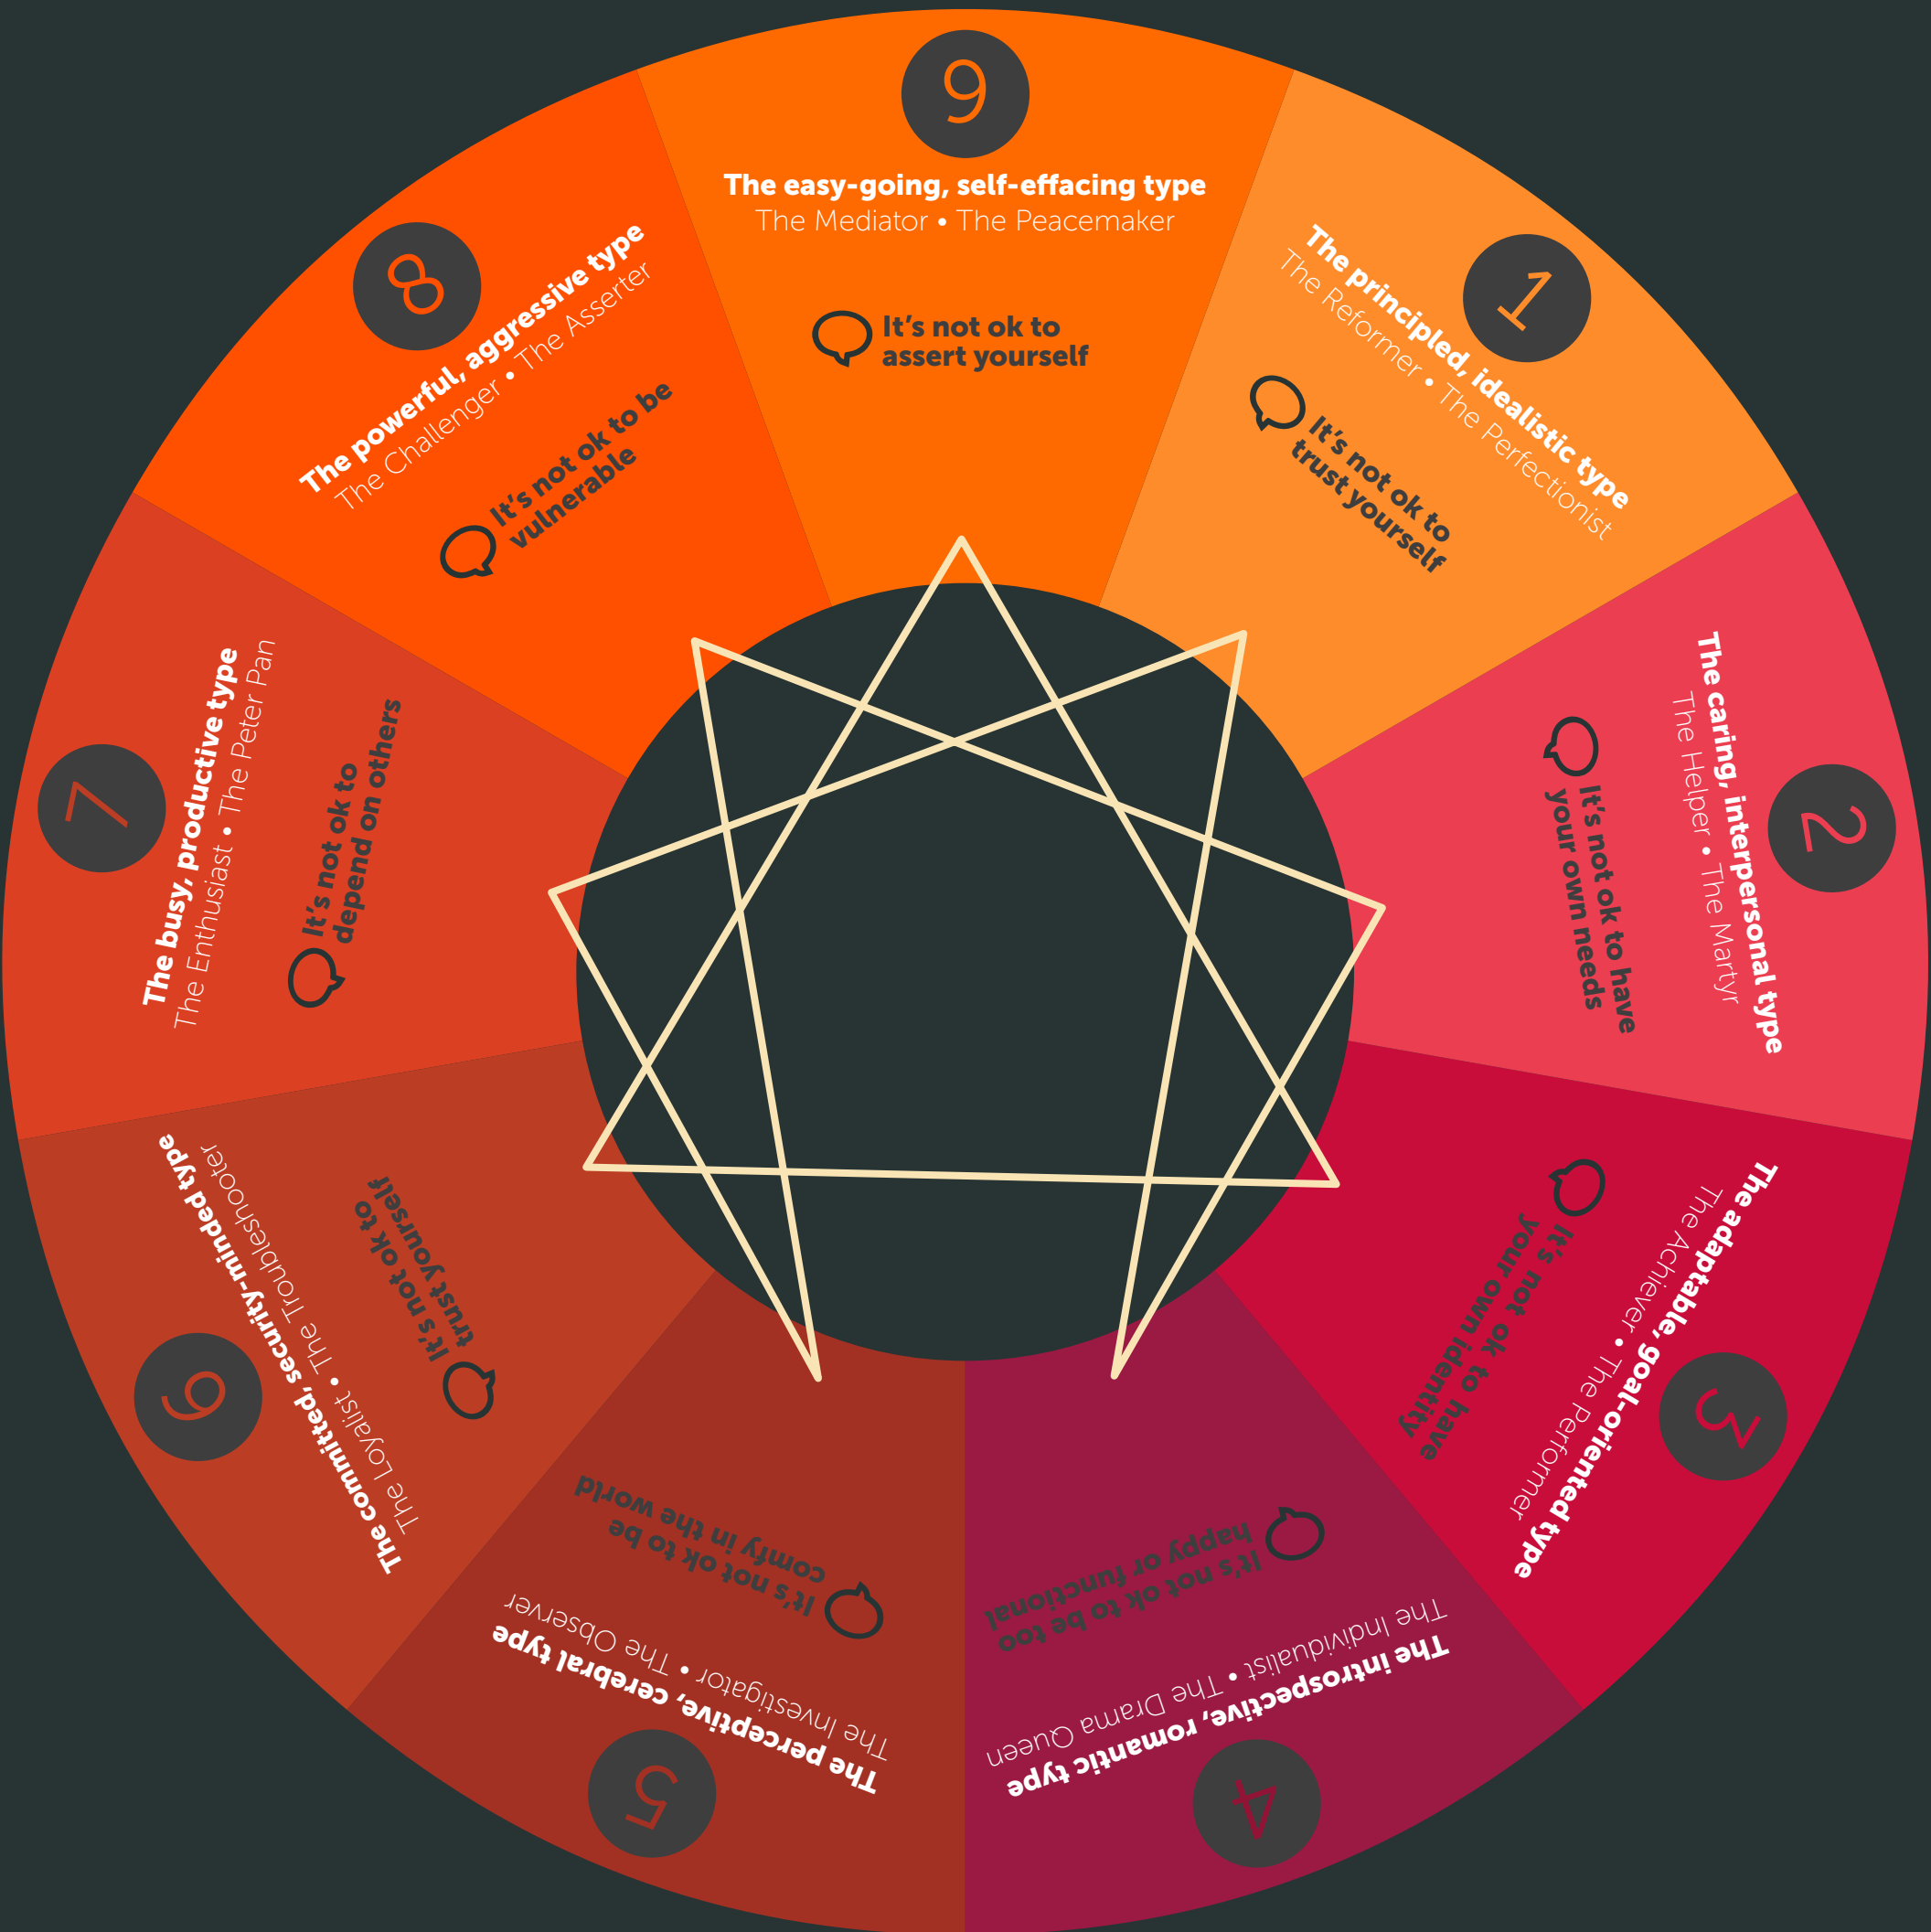 9
The easy-going, self-effacing type
The Mediator • The Peacemaker
It's not ok to
assert yourself
1
The principled, idealistic type
The Reformer • The Perfectionist
It's not ok to
trust yourself
2
The caring, interpersonal type
The Helper • The Martyr
It's not ok to have
your own needs
3
The adaptable, goal-oriented type
The Achiever • The Performer
It's not ok to have
your own identity
4
The introspective, romantic type
The Individualist • The Drama Queen
It's not ok to be too
happy or functional
5
The perceptive, cerebral type
The Investigator • The Observer
It's not ok to be
comfy in the world
6
The committed, security-minded type
The Loyalist • The Troubleshooter
It's not ok to
trust yourself
7
The busy, productive type
The Enthusiast • The Peter Pan
It's not ok to
depend on others
8
The powerful, aggressive type
The Challenger • The Asserter
It's not ok to be
vulnerable